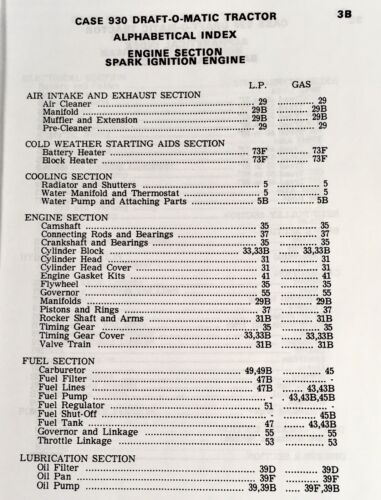 CASE 930 DRAFT-O-MATIC TRACTOR 3B
ALPHABETICAL INDEX
ENGINE SECTION
SPARK IGNITION ENGINE
L.P. GAS
AIR INTAKE AND EXHAUST SECTION
Air Cleaner 29 29
Manifold 29B 29B
Muffler and Extension 29B 29B
Pre-Cleaner 29 29
COLD WEATHER STARTING AIDS SECTION
Battery Heater 73F 73F
Block Heater 73F 73F
COOLING SECTION
Radiator and Shutters 5 5
Water Manifold and Thermostat 5 5
Water Pump and Attaching Parts 5B 5B
ENGINE SECTION
Camshaft 35 35
Connecting Rods and Bearings 37 37
Crankshaft and Bearings 35 35
Cylinder Block 33,33B 33,33B
Cylinder Head 31 31
Cylinder Head Cover 31 31
Engine Gasket Kits 41 41
Flywheel 35 35
Governor 55 55
Manifolds 29B 29B
Pistons and Rings 37 37
Rocker Shaft and Arms 31B 31B
Timing Gear 35 35
Timing Gear Cover 33,33B 33,33B
Valve Train 31B 31B
FUEL SECTION
Carburetor 49,49B 45
Fuel Filter 47B
Fuel Lines 47B 43,43B
Fuel Pump - 43,43B,45B
Fuel Regulator 51
Fuel Shut-Off - 45B
Fuel Tank 47 43,43B
Governor and Linkage 55 55
Throttle Linkage 53 53
LUBRICATION SECTION
Oil Filter 39D 39D
Oil Pan 39F 39F
Oil Pump 39,39B 39F,39B